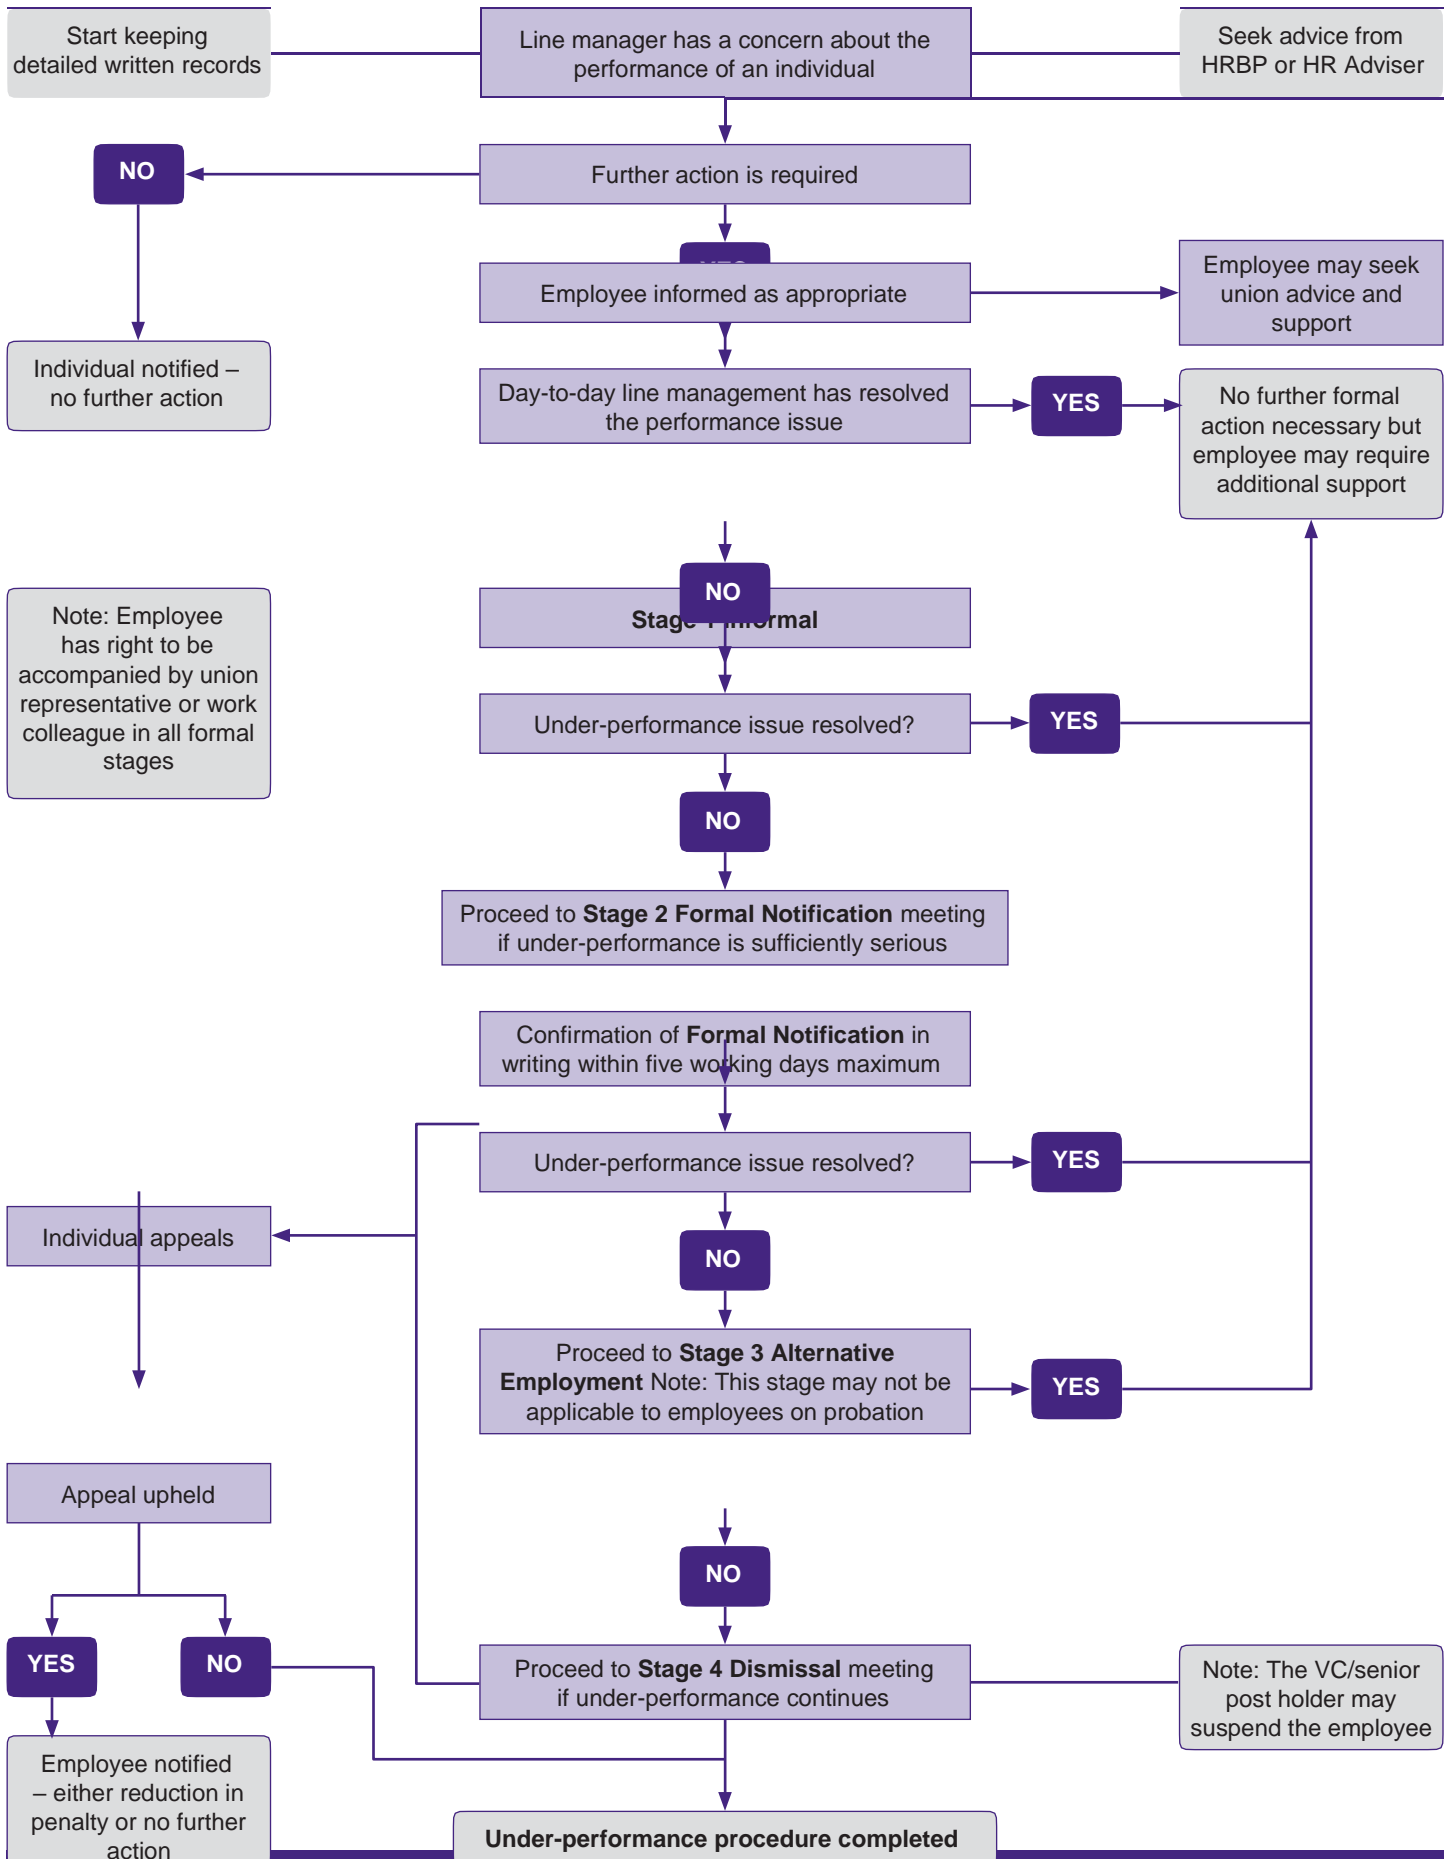 Start keeping
detailed written records
Line manager has a concern about the
performance of an individual
Seek advice from
HRBP or HR Adviser
NO
Further action is required
Employee informed as appropriate
Employee may seek
union advice and
support
Individual notified –
no further action
Day-to-day line management has resolved
the performance issue
YES
No further formal
action necessary but
employee may require
additional support
NO
Stage 1 Informal
Note: Employee
has right to be
accompanied by union
representative or work
colleague in all formal
stages
Under-performance issue resolved?
YES
NO
Proceed to Stage 2 Formal Notification meeting
if under-performance is sufficiently serious
Confirmation of Formal Notification in
writing within five working days maximum
Under-performance issue resolved?
YES
Individual appeals
NO
Proceed to Stage 3 Alternative
Employment Note: This stage may not be
applicable to employees on probation
YES
Appeal upheld
NO
YES
NO
Proceed to Stage 4 Dismissal meeting
if under-performance continues
Note: The VC/senior
post holder may
suspend the employee
Employee notified
– either reduction in
penalty or no further
action
Under-performance procedure completed